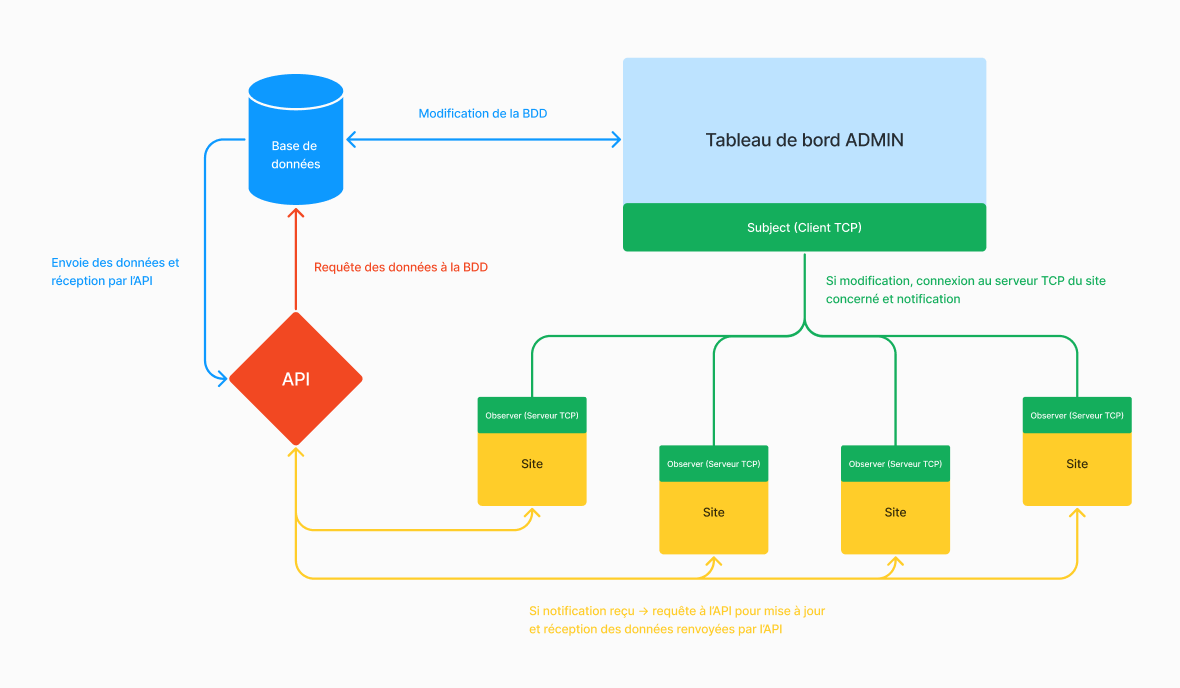 Modification de la BDD
Base de
données
Tableau de bord ADMIN
Subject (Client TCP)
Envoie des données et
réception par l'API
Requête des données à la BDD
Si modification, connexion au serveur TCP du site
concerné et notification
API
Observer (Serveur TCP)
Site
Observer (Serveur TCP)
Site
Observer (Serveur TCP)
Site
Observer (Serveur TCP)
Site
Si notification reçu → requête à l'API pour mise à jour
et réception des données renvoyées par l'API